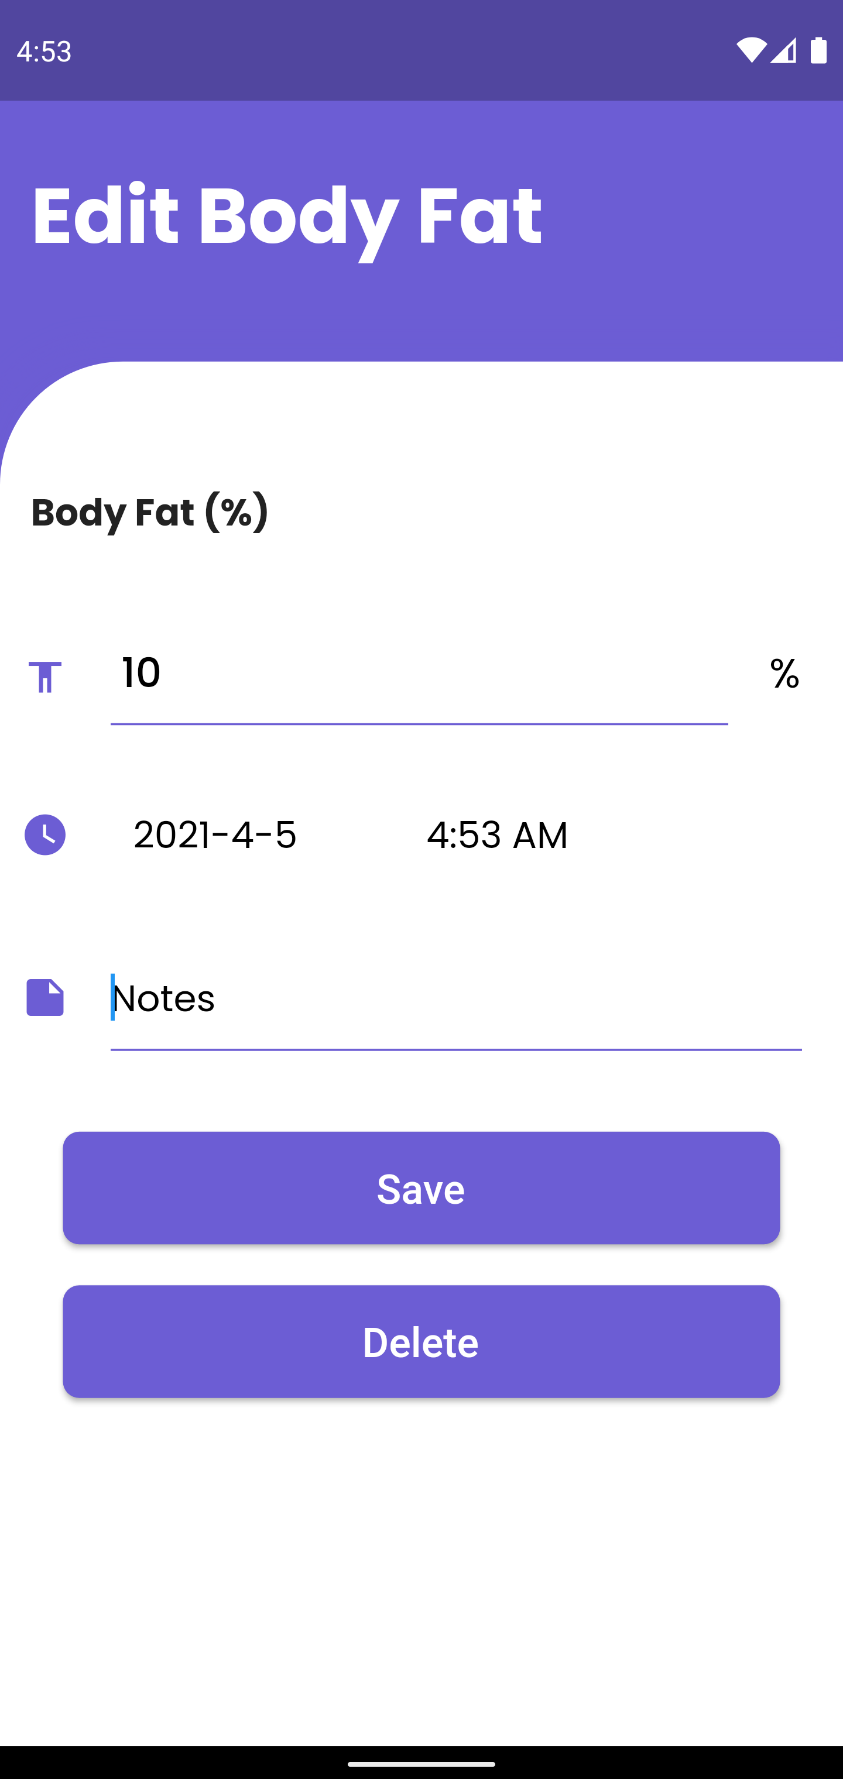 4:53
Edit Body Fat
Body Fat (%)
10 %
2021-4-5 4:53 AM
Notes
Save
Delete